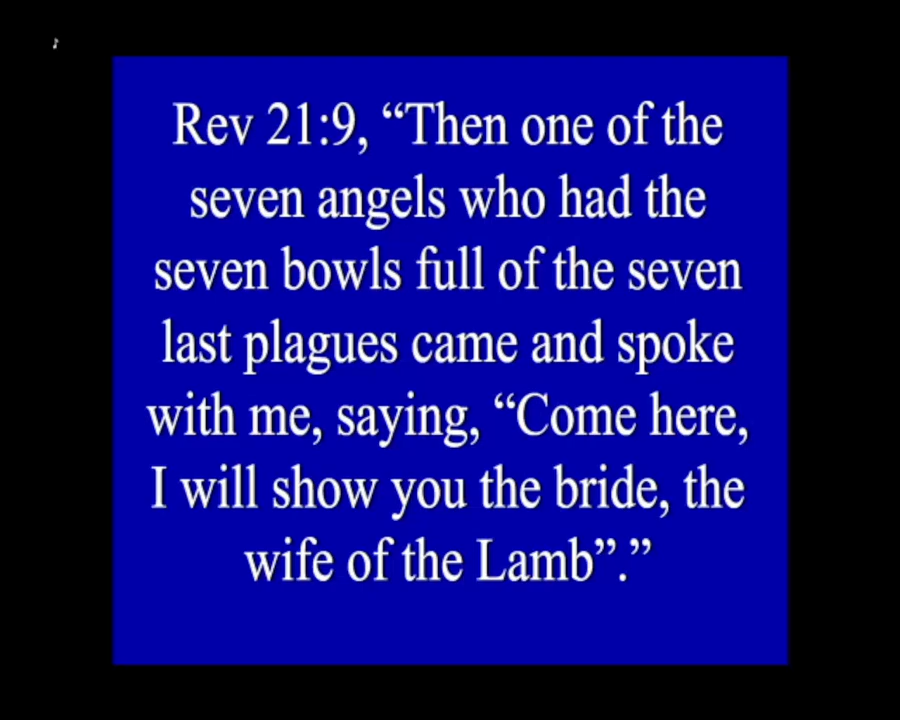 Rev 21:9, “Then one of the
seven angels who had the
seven bowls full of the seven
last plagues came and spoke
with me, saying, “Come here,
I will show you the bride, the
wife of the Lamb”.”